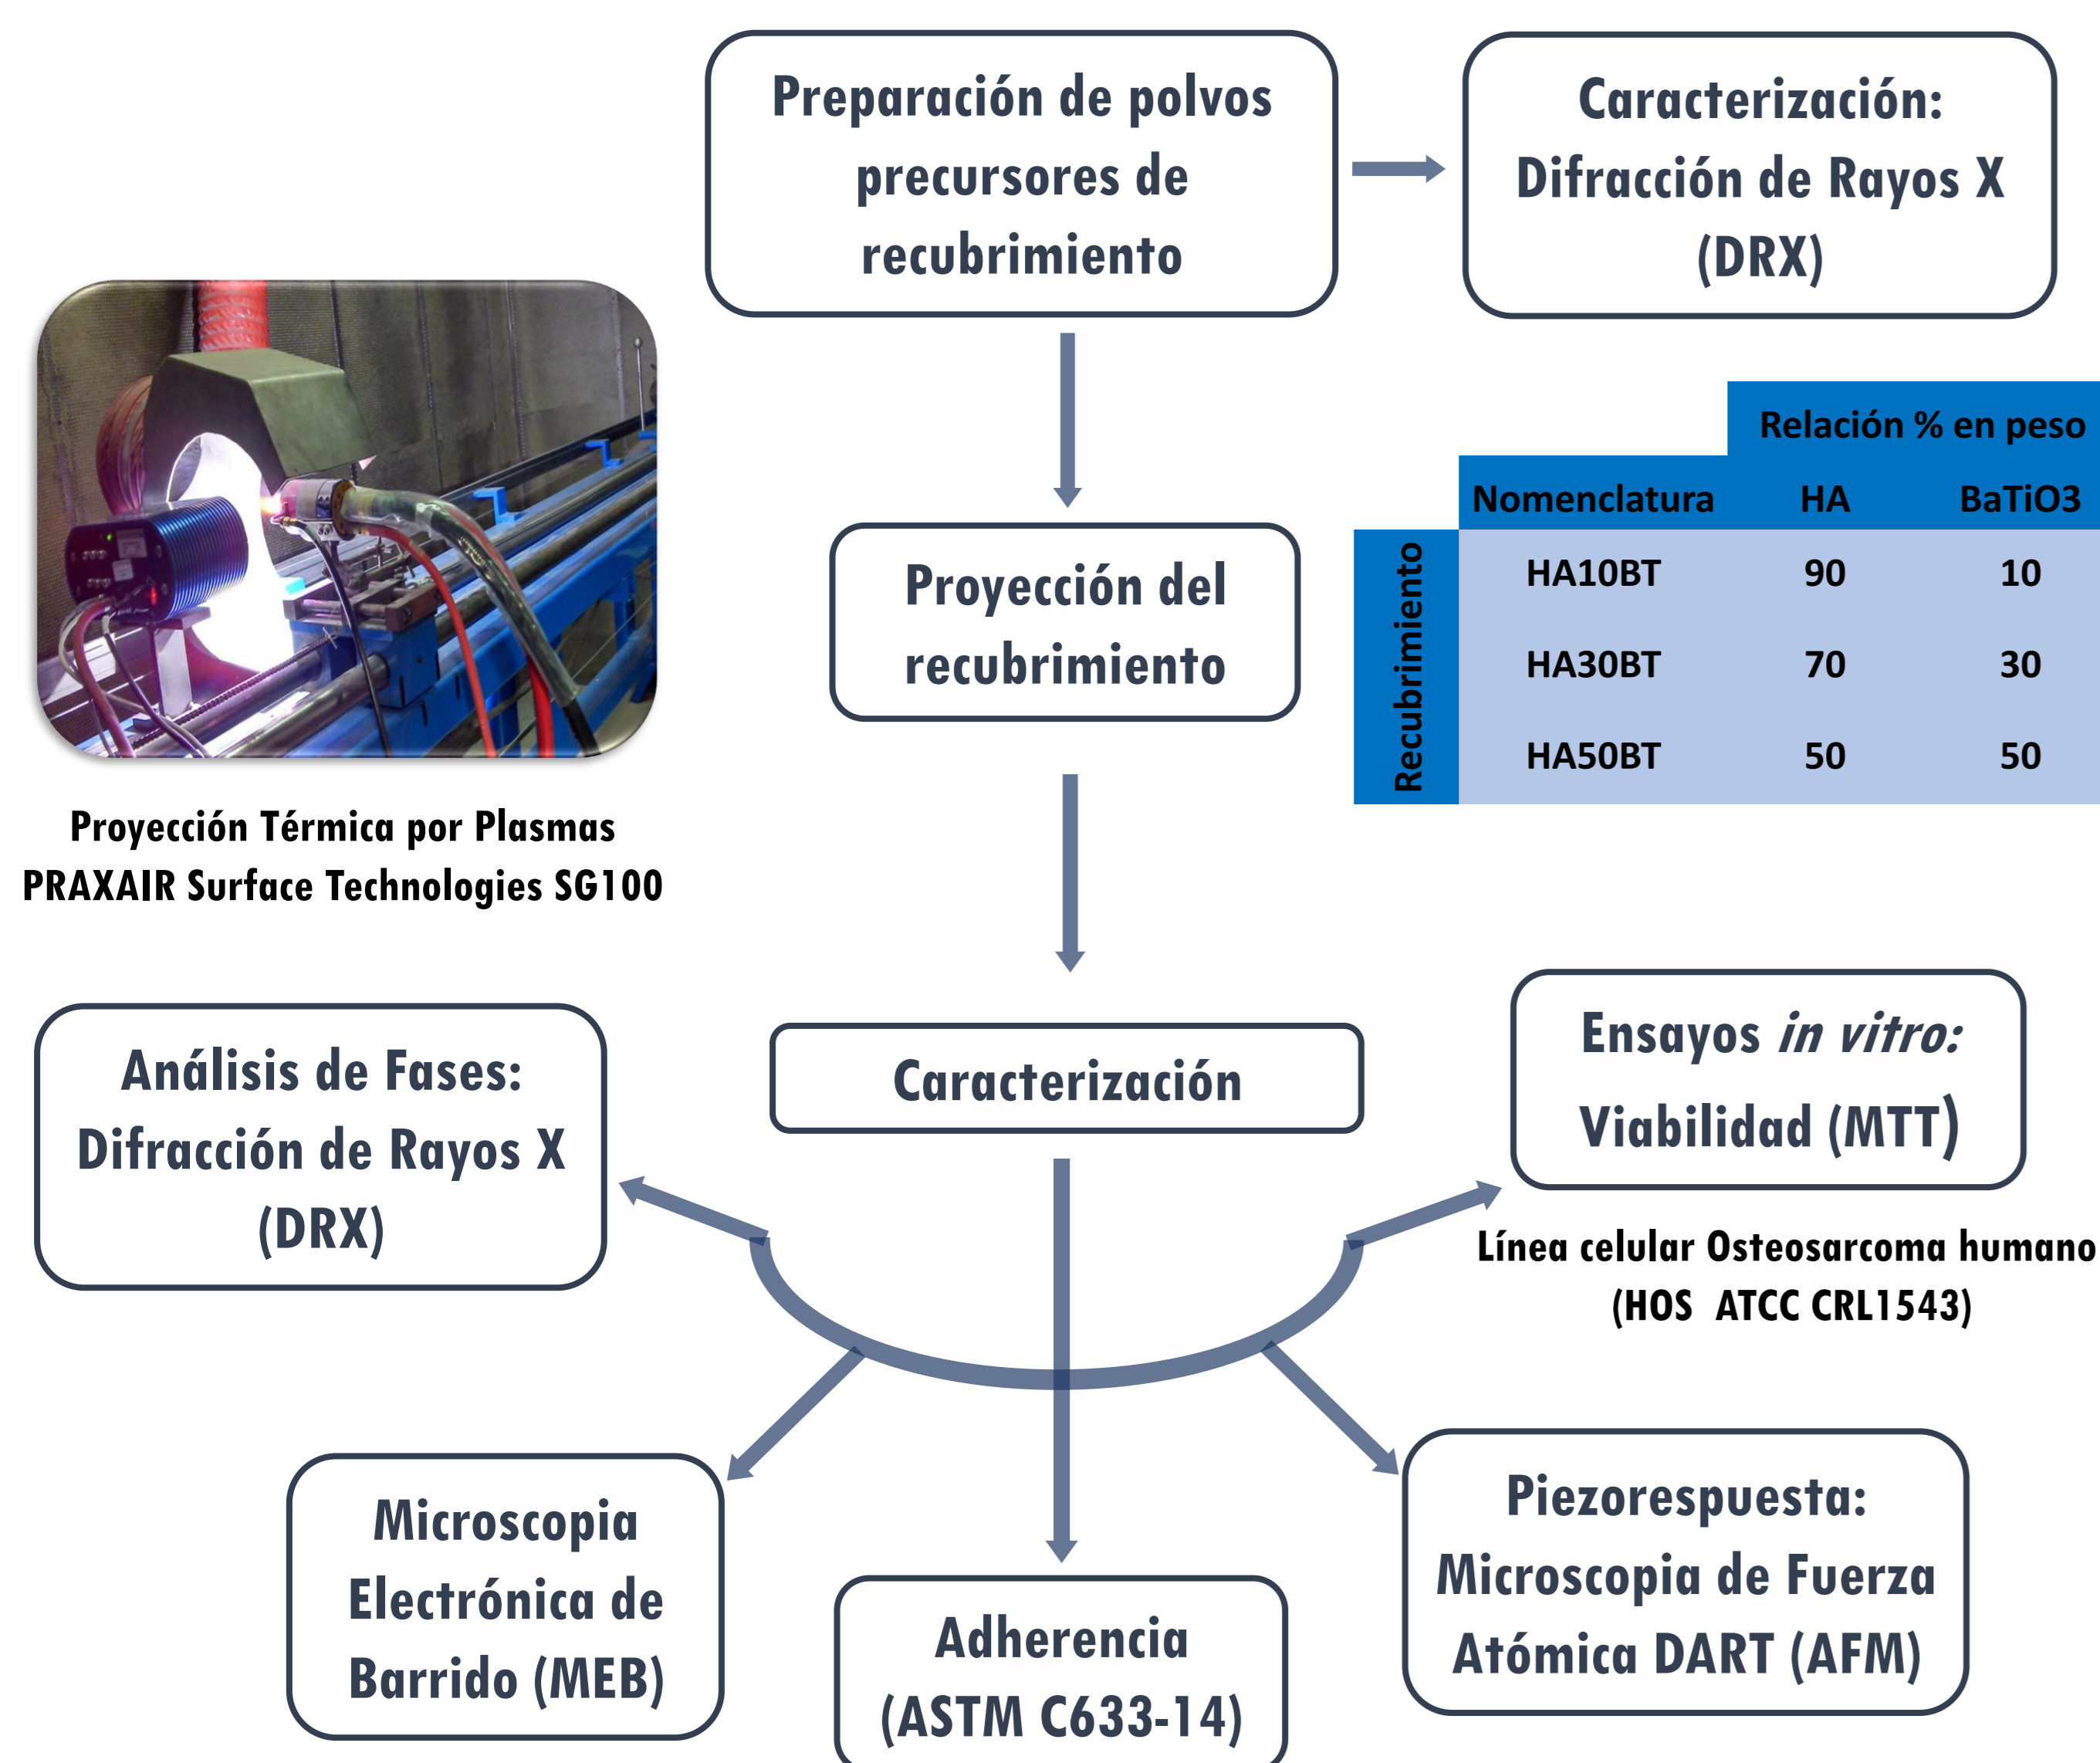 Preparación de polvos
precursores de
recubrimiento
Caracterización:
Difracción de Rayos X
(DRX)
Relación % en peso
Nomenclatura HA BaTiO3
Recubrimiento
HA10BT 90 10
HA30BT 70 30
HA50BT 50 50
Proyección del
recubrimiento
Proyección Térmica por Plasmas
PRAXAIR Surface Technologies SG100
Caracterización
Análisis de Fases:
Difracción de Rayos X
(DRX)
Ensayos in vitro:
Viabilidad (MTT)
Línea celular Osteosarcoma humano
(HOS ATCC CRL1543)
Microscopia
Electrónica de
Barrido (MEB)
Adherencia
(ASTM C633-14)
Piezorespuesta:
Microscopia de Fuerza
Atómica DART (AFM)